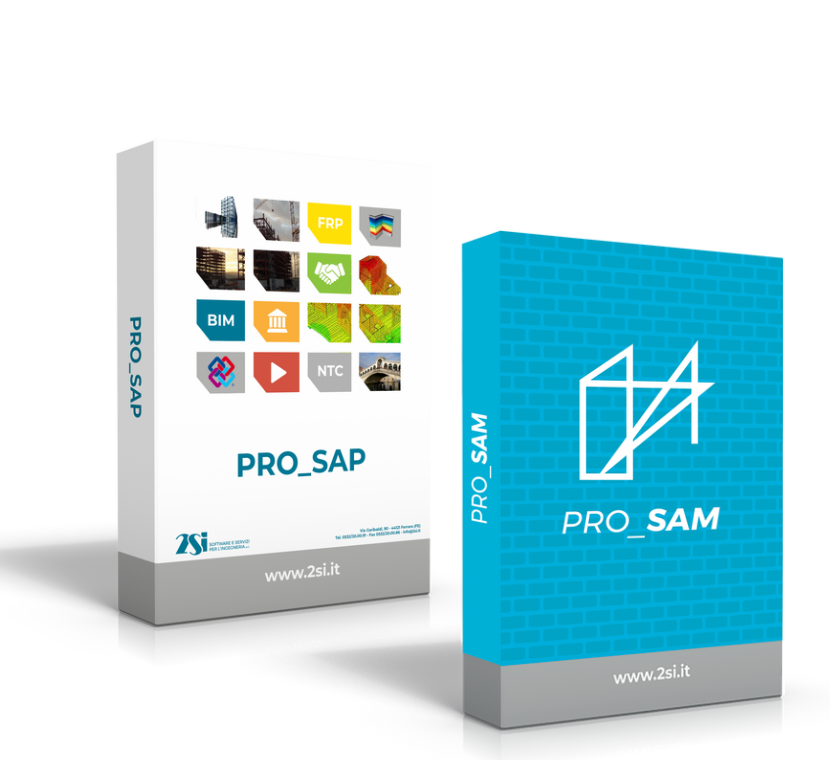 PRO_SAP
FRP
BIM
NTC
PRO_SAP
2Si
SOFTWARE E SERVIZI
PER L'INGEGNERIA
www.2si.it
PRO_SAM
PRO_SAM
www.2si.it